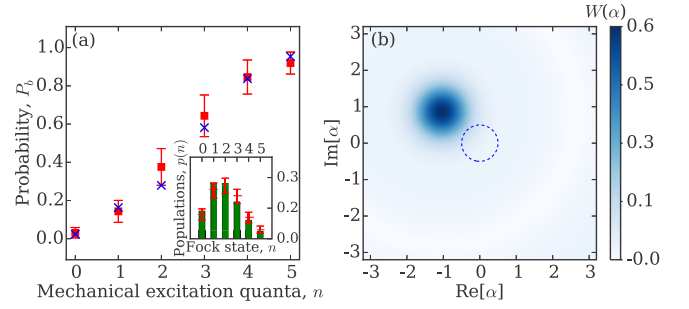 (a)
Probability, P_b
1.0
0.8
0.6
0.4
0.2
0.0
0 1 2 3 4 5
Mechanical excitation quanta, n
0 1 2 3 4 5
Populations, p(n)
0.3
0.2
0.0
Fock state, n
(b)
Im[α]
3
2
1
0
-1
-2
-3
-3 -2 -1 0 1 2 3
Re[α]
W(α)
0.6
0.5
0.3
0.1
-0.0